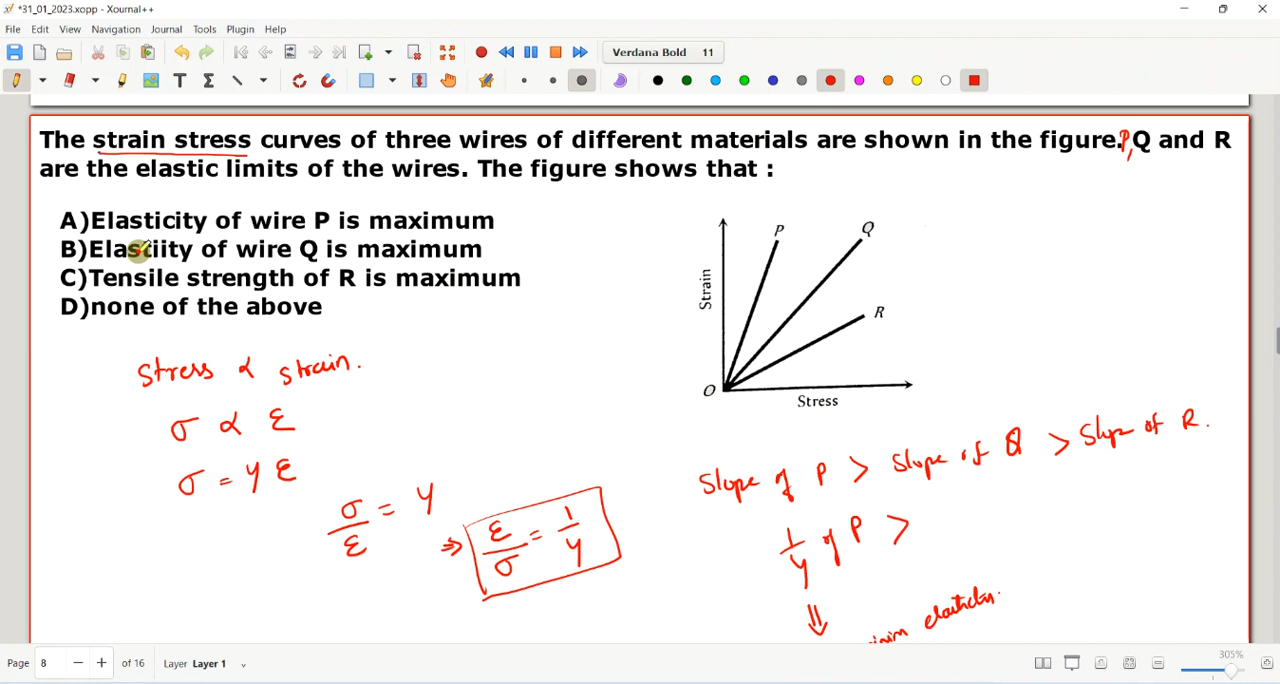 *31_01_2023.xopp - Xournal++
File Edit View Navigation Journal Tools Plugin Help
Verdana Bold 11
The strain stress curves of three wires of different materials are shown in the figure.P, Q and R
are the elastic limits of the wires. The figure shows that :
A)Elasticity of wire P is maximum
B)Elastiity of wire Q is maximum
C)Tensile strength of R is maximum
D)none of the above
P Q
Strain
R
O
Stress
Stress ∝ strain.
σ ∝ ε
σ = Y ε
σ/ε = Y
⇒ ε/σ = 1/Y
Slope of P > Slope of Q > Slope of R.
1/Y of P >
⇓
elasticity.
Page 8 of 16 Layer Layer 1
305%